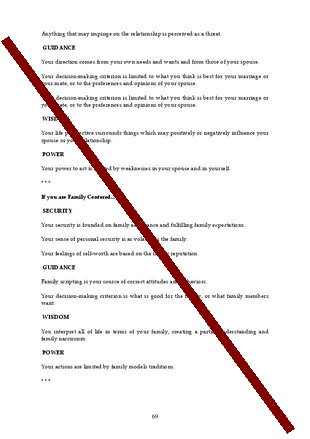 Anything that may impinge on the relationship is perceived as a threat.
GUIDANCE
Your direction comes from your own needs and wants and from those of your spouse.
Your decision-making criterion is limited to what you think is best for your marriage or
your mate, or to the preferences and opinions of your spouse.
Your decision-making criterion is limited to what you think is best for your marriage or
your mate, or to the preferences and opinions of your spouse.
WISDOM
Your life perspective surrounds things which may positively or negatively influence your
spouse or your relationship.
POWER
Your power to act is limited by weaknesses in your spouse and in yourself.
* * *
If you are Family Centered...
SECURITY
Your security is founded on family acceptance and fulfilling family expectations.
Your sense of personal security is as volatile as the family.
Your feelings of self-worth are based on the family reputation.
GUIDANCE
Family scripting is your source of correct attitudes and behaviors.
Your decision-making criterion is what is good for the family, or what family members
want.
WISDOM
You interpret all of life in terms of your family, creating a partial understanding and
family narcissism.
POWER
Your actions are limited by family models traditions.
* * *
69